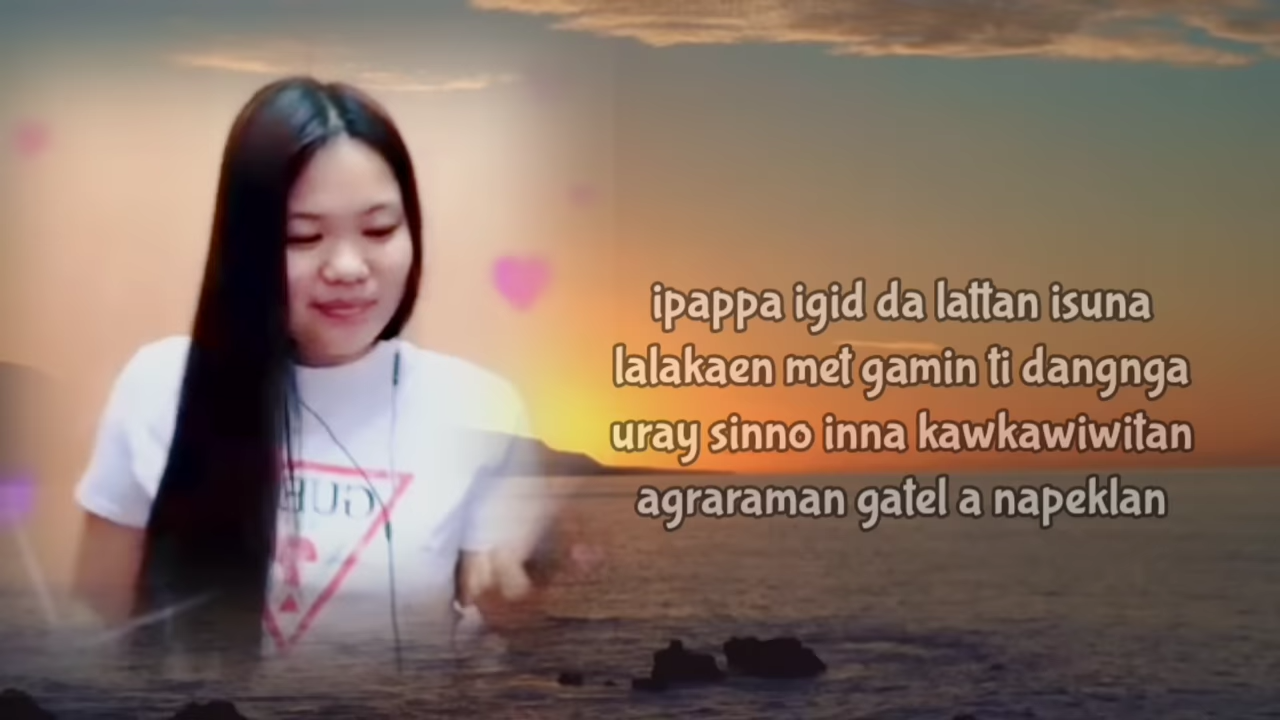 ipappa igid da lattan isuna
lalakaen met gamin ti dangnga
uray sinno inna kawkawiwitan
agraraman gatel a napeklan